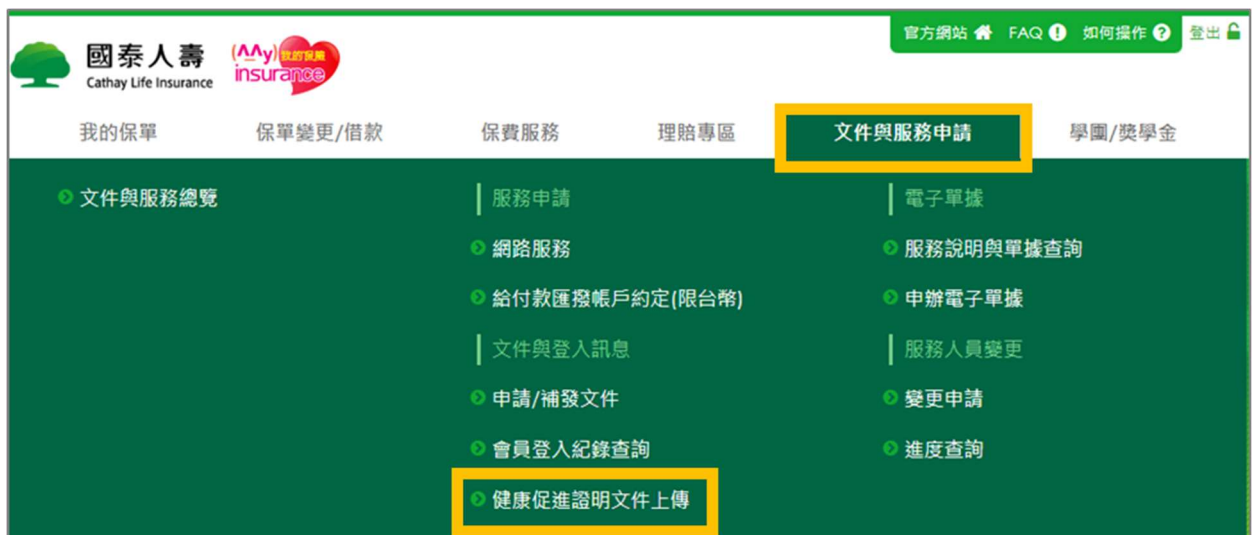 官方網站 FAQ 如何操作 登出
國泰人壽
Cathay Life Insurance
(^^y) 我的保單
insurance
我的保單 保單變更/借款 保費服務 理賠專區 文件與服務申請 學團/獎學金
文件與服務總覽
服務申請
網路服務
給付款匯撥帳戶約定(限台幣)
文件與登入訊息
申請/補發文件
會員登入紀錄查詢
健康促進證明文件上傳
電子單據
服務說明與單據查詢
申辦電子單據
服務人員變更
變更申請
進度查詢